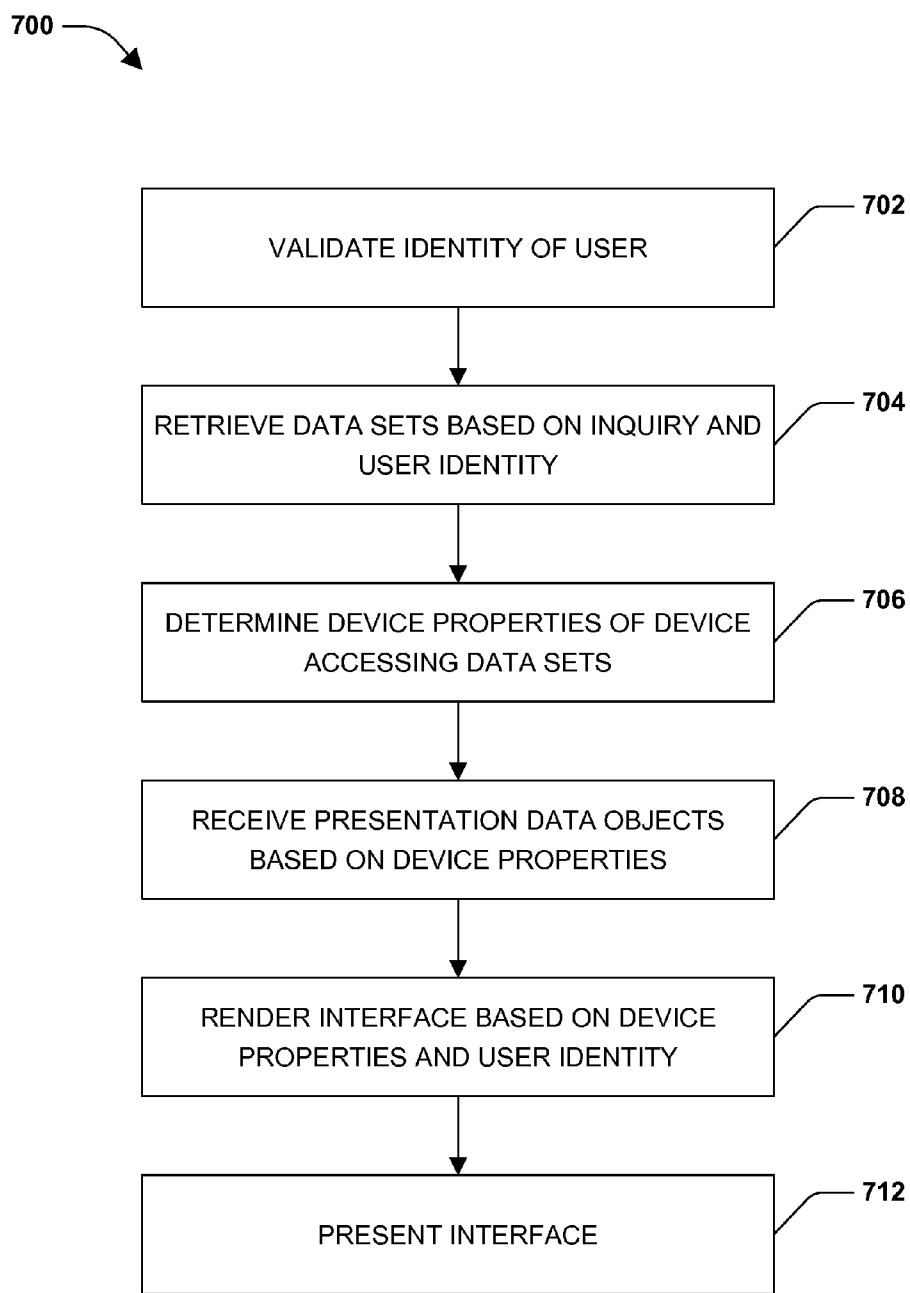 700
702
VALIDATE IDENTITY OF USER
704
RETRIEVE DATA SETS BASED ON INQUIRY AND
USER IDENTITY
706
DETERMINE DEVICE PROPERTIES OF DEVICE
ACCESSING DATA SETS
708
RECEIVE PRESENTATION DATA OBJECTS
BASED ON DEVICE PROPERTIES
710
RENDER INTERFACE BASED ON DEVICE
PROPERTIES AND USER IDENTITY
712
PRESENT INTERFACE